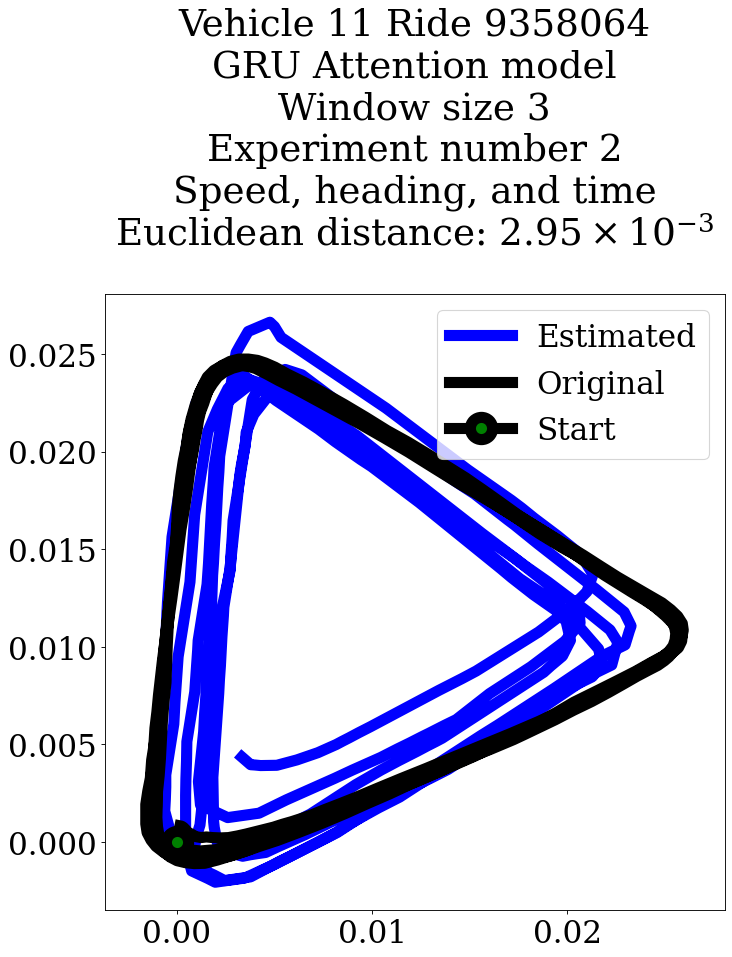 Vehicle 11 Ride 9358064
GRU Attention model
Window size 3
Experiment number 2
Speed, heading, and time
Euclidean distance: 2.95 × 10⁻³
Estimated
Original
Start
0.025
0.020
0.015
0.010
0.005
0.000
0.00 0.01 0.02